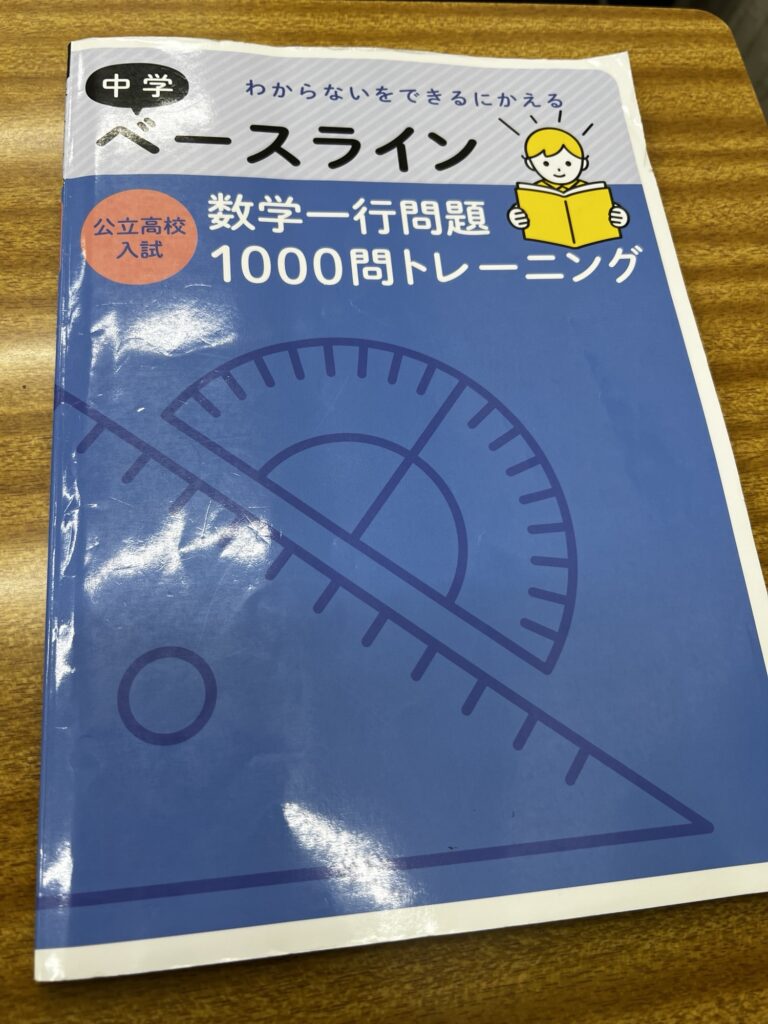 中学
わからないをできるにかえる
ベースライン
公立高校
入試
数学一行問題
1000問トレーニング